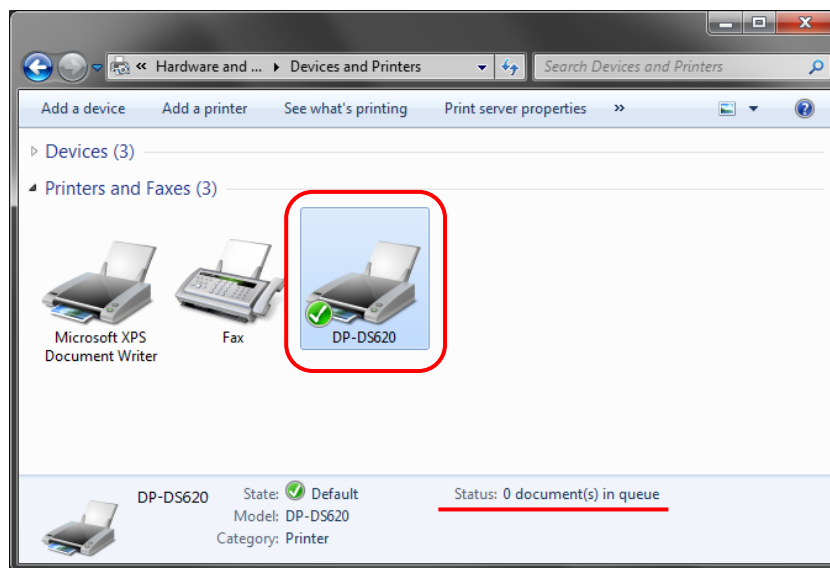 « Hardware and ... ▸ Devices and Printers
Search Devices and Printers
Add a device Add a printer See what's printing Print server properties »
Devices (3)
Printers and Faxes (3)
Microsoft XPS
Document Writer
Fax
DP-DS620
DP-DS620 State: Default Status: 0 document(s) in queue
Model: DP-DS620
Category: Printer